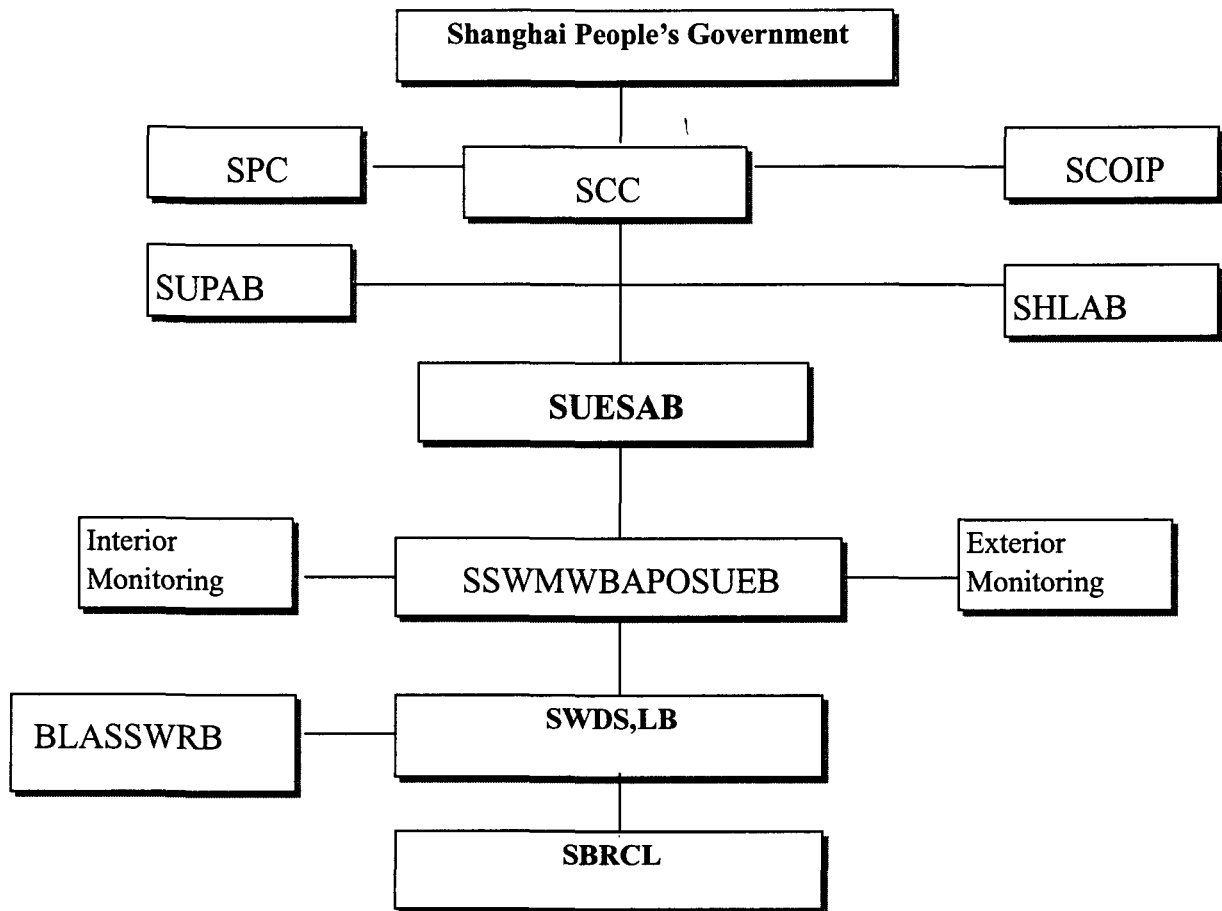 Shanghai People's Government
SPC
SCC
SCOIP
SUPAB
SHLAB
SUESAB
Interior
Monitoring
SSWMWBAPOSUEB
Exterior
Monitoring
BLASSWRB
SWDS,LB
SBRCL